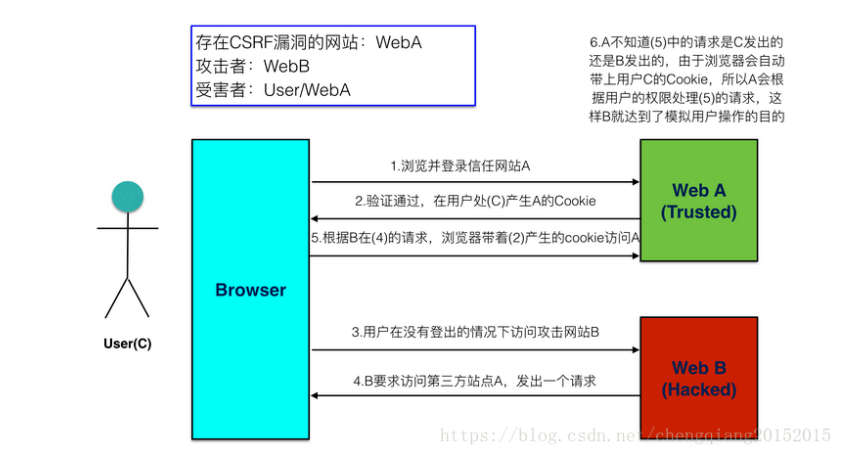 存在CSRF漏洞的网站：WebA
攻击者：WebB
受害者：User/WebA
6.A不知道(5)中的请求是C发出的
还是B发出的，由于浏览器会自动
带上用户C的Cookie，所以A会根
据用户的权限处理(5)的请求，这
样B就达到了模拟用户操作的目的
1.浏览并登录信任网站A
2.验证通过，在用户处(C)产生A的Cookie
5.根据B在(4)的请求，浏览器带着(2)产生的cookie访问A
Web A
(Trusted)
Browser
User(C)
3.用户在没有登出的情况下访问攻击网站B
4.B要求访问第三方站点A，发出一个请求
Web B
(Hacked)
https://blog.csdn.net/chengqiang20152015